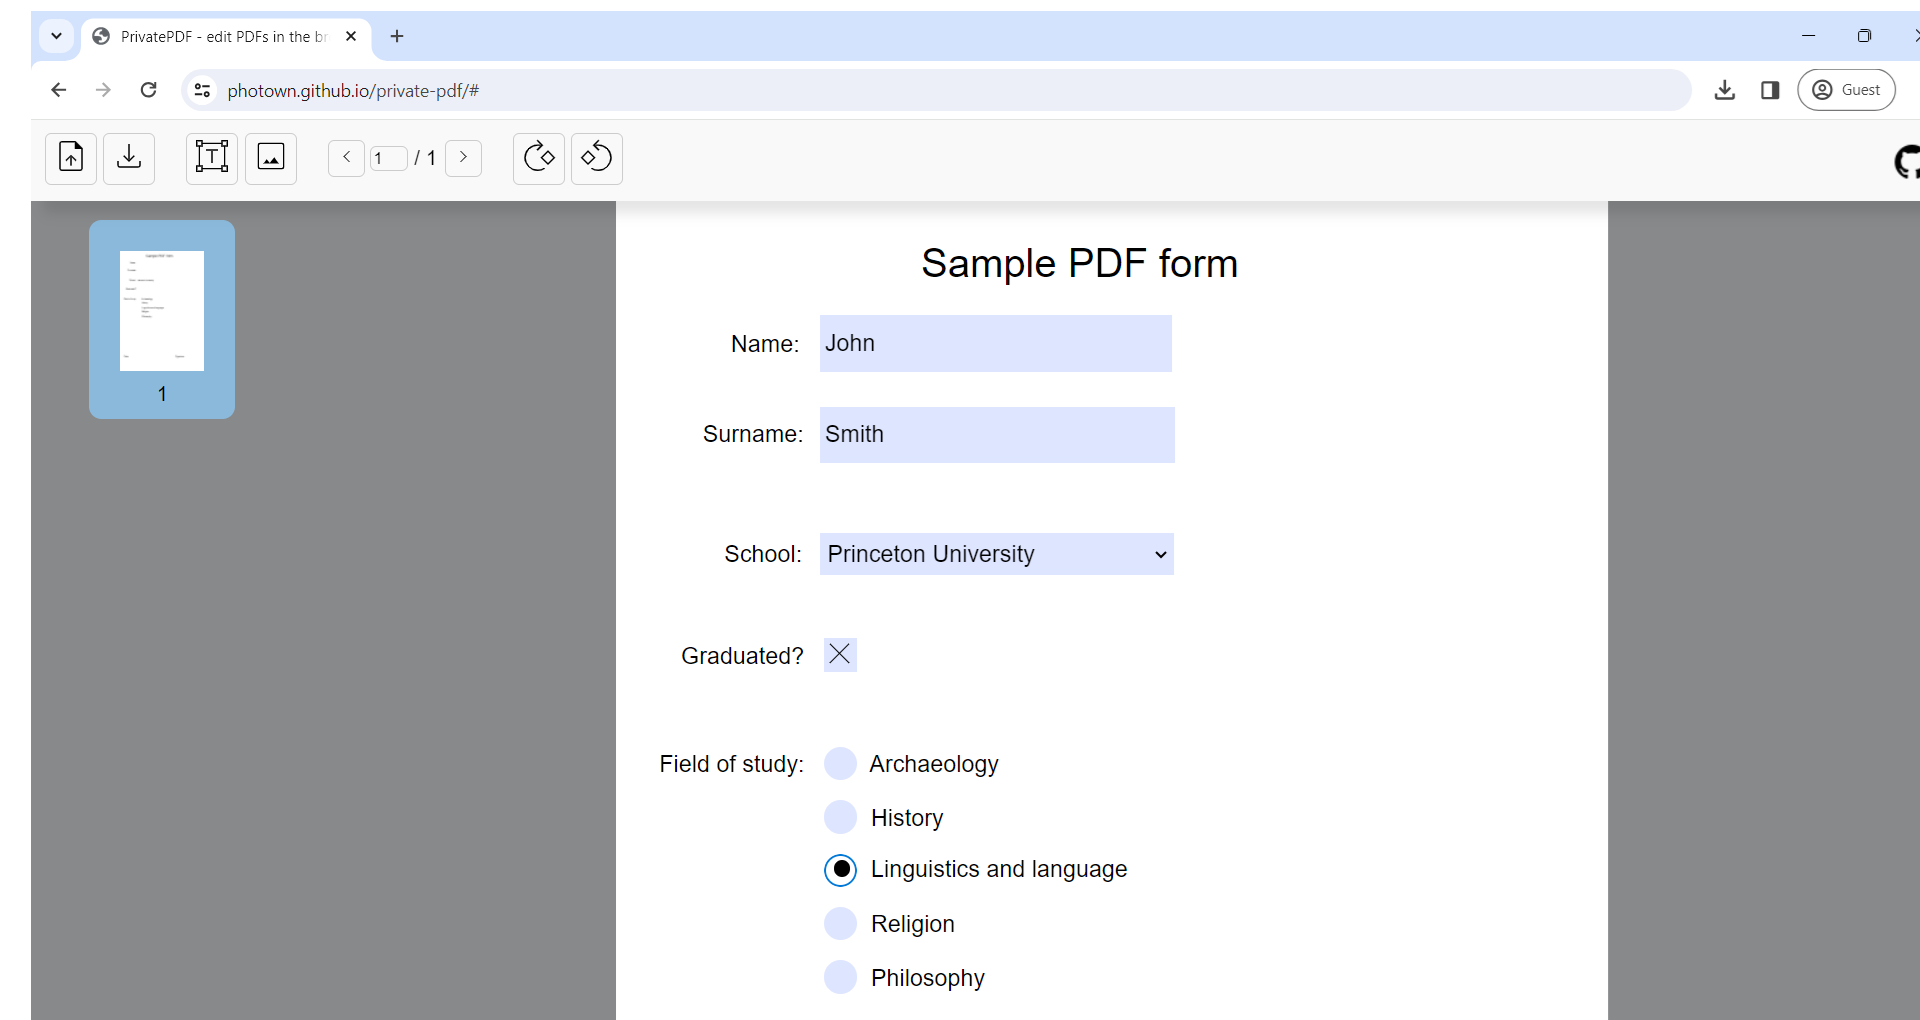 PrivatePDF - edit PDFs in the br
photown.github.io/private-pdf/#
Guest
1 / 1
Sample PDF form
Name: John
Surname: Smith
School: Princeton University
Graduated?
Field of study: Archaeology
History
Linguistics and language
Religion
Philosophy
1